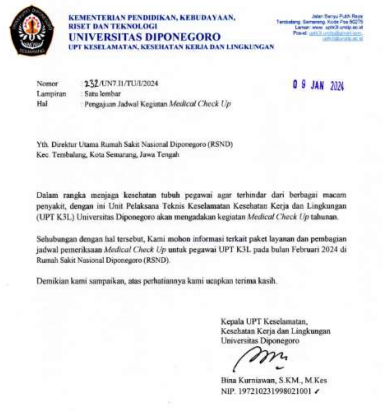 KEMENTERIAN PENDIDIKAN, KEBUDAYAAN,
RISET DAN TEKNOLOGI
UNIVERSITAS DIPONEGORO
UPT KESELAMATAN, KESEHATAN KERJA DAN LINGKUNGAN
Jalan
Tembalang, Semarang, Kode Pos 50275
Nomor : 232/UN7.I1/TU/I/2024
09 JAN 2024
Lampiran : Satu lembar
Hal : Pengajuan Jadwal Kegiatan Medical Check Up
Yth. Direktur Utama Rumah Sakit Nasional Diponegoro (RSND)
Kec. Tembalang, Kota Semarang, Jawa Tengah
Dalam rangka menjaga kesehatan tubuh pegawai agar terhindar dari berbagai macam
penyakit, dengan ini Unit Pelaksana Teknis Keselamatan Kesehatan Kerja dan Lingkungan
(UPT K3L) Universitas Diponegoro akan mengadakan kegiatan Medical Check Up tahunan.
Sehubungan dengan hal tersebut, Kami mohon informasi terkait paket layanan dan pembagian
jadwal pemeriksaan Medical Check Up untuk pegawai UPT K3L pada bulan Februari 2024 di
Rumah Sakit Nasional Diponegoro (RSND).
Demikian kami sampaikan, atas perhatiannya kami ucapkan terima kasih.
Kepala UPT Keselamatan,
Kesehatan Kerja dan Lingkungan
Universitas Diponegoro
Bina Kurniawan, S.KM., M.Kes
NIP. 197210231998021001